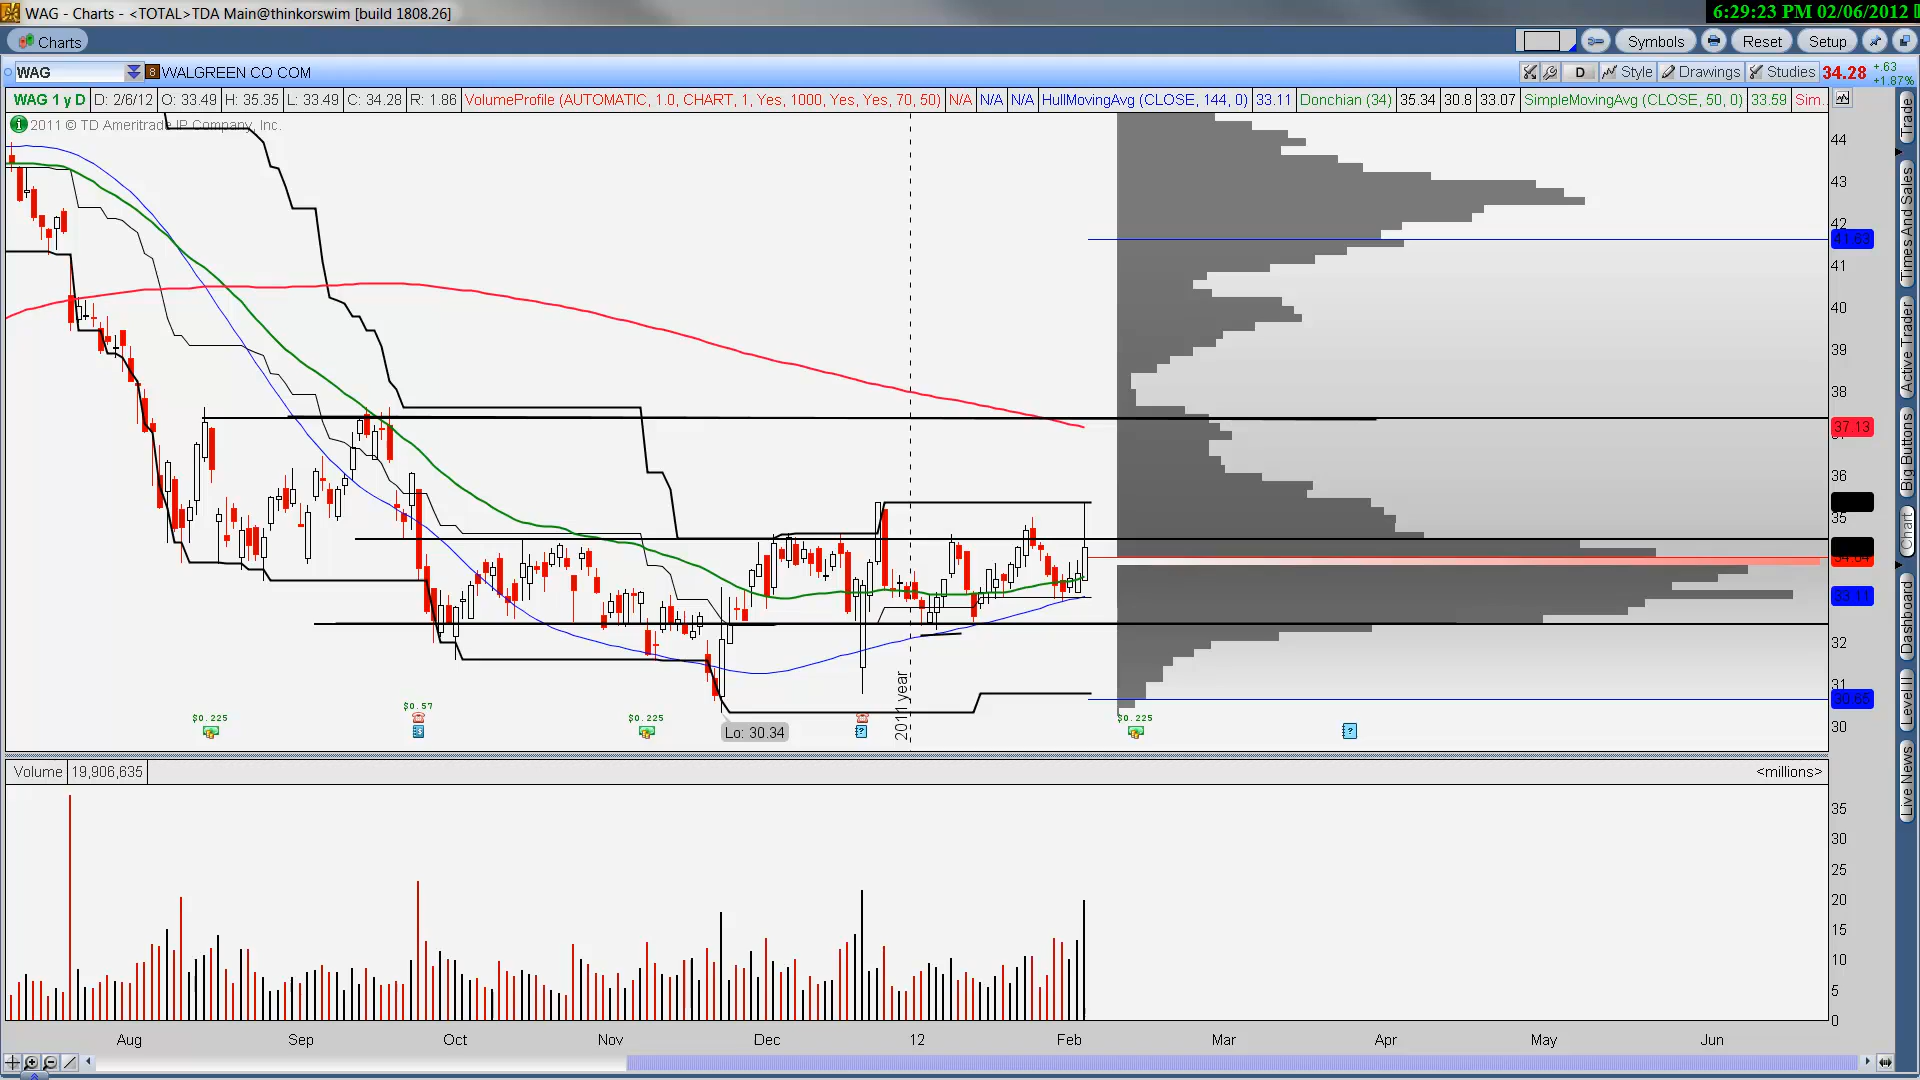 WAG - Charts - <TOTAL>TDA Main@thinkorswim [build 1808.26]
6:29:23 PM 02/06/2012
Charts
Symbols
Reset
Setup
WAG
8
WALGREEN CO COM
D
Style
Drawings
Studies
34.28
+.63
+1.87%
WAG 1 y D
D: 2/6/12
O: 33.49
H: 35.35
L: 33.49
C: 34.28
R: 1.86
VolumeProfile (AUTOMATIC, 1.0, CHART, 1, Yes, 1000, Yes, Yes, 70, 50)
N/A
N/A
N/A
HullMovingAvg (CLOSE, 144, 0)
33.11
Donchian (34)
35.34
30.8
33.07
SimpleMovingAvg (CLOSE, 50, 0)
33.59
Sim..
2011 © TD Ameritrade IP Company, Inc.
44
43
42
41.63
41
40
39
38
37.13
36
35
33.11
32
31
30.65
30
$0.225
$0.57
$0.225
$0.225
Lo: 30.34
2011 year
Volume
19,906,635
<millions>
35
30
25
20
15
10
5
0
Aug
Sep
Oct
Nov
Dec
12
Feb
Mar
Apr
May
Jun
Trade
Times And Sales
Active Trader
Big Buttons
Chart
Dashboard
Level II
Live News